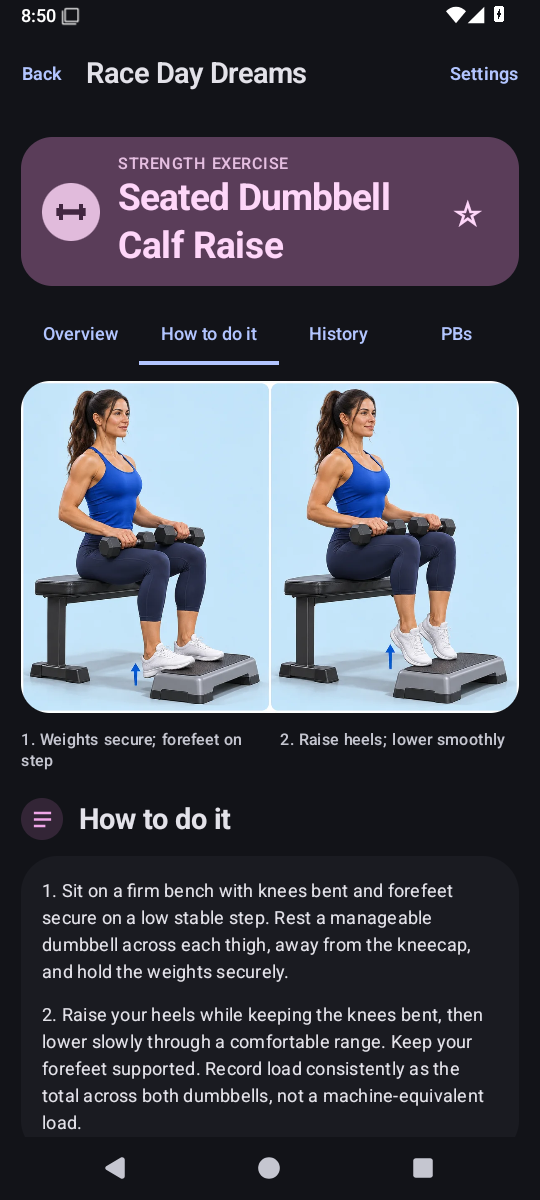 8:50
Back
Race Day Dreams
Settings
STRENGTH EXERCISE
Seated Dumbbell
Calf Raise
Overview
How to do it
History
PBs
1. Weights secure; forefeet on
step
2. Raise heels; lower smoothly
How to do it
1. Sit on a firm bench with knees bent and forefeet
secure on a low stable step. Rest a manageable
dumbbell across each thigh, away from the kneecap,
and hold the weights securely.
2. Raise your heels while keeping the knees bent, then
lower slowly through a comfortable range. Keep your
forefeet supported. Record load consistently as the
total across both dumbbells, not a machine-equivalent
load.